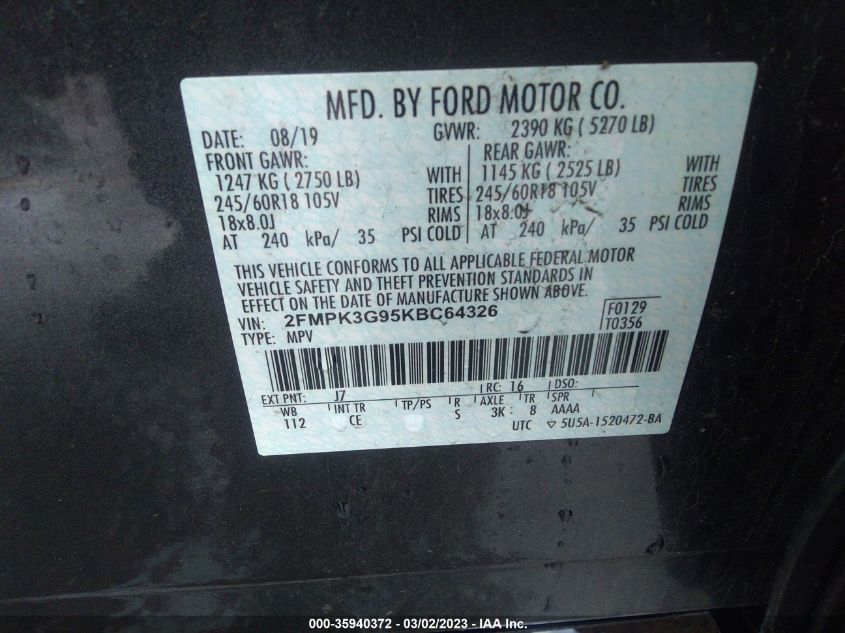 MFD. BY FORD MOTOR CO.
DATE: 08/19 GVWR: 2390 KG ( 5270 LB)
FRONT GAWR: REAR GAWR:
1247 KG ( 2750 LB) WITH 1145 KG ( 2525 LB) WITH
245/60R18 105V TIRES 245/60R18 105V TIRES
18x8.0J RIMS 18x8.0J RIMS
AT 240 kPa/ 35 PSI COLD AT 240 kPa/ 35 PSI COLD
THIS VEHICLE CONFORMS TO ALL APPLICABLE FEDERAL MOTOR
VEHICLE SAFETY AND THEFT PREVENTION STANDARDS IN
EFFECT ON THE DATE OF MANUFACTURE SHOWN ABOVE.
VIN: 2FMPK3G95KBC64326 F0129
TYPE: MPV T0356
EXT PNT: J7 RC: 16 DSO:
WB INT TR TP/PS R AXLE TR SPR
112 CE S 3K 8 AAAA
UTC ▽ 5U5A-1520472-BA
000-35940372 - 03/02/2023 - IAA Inc.